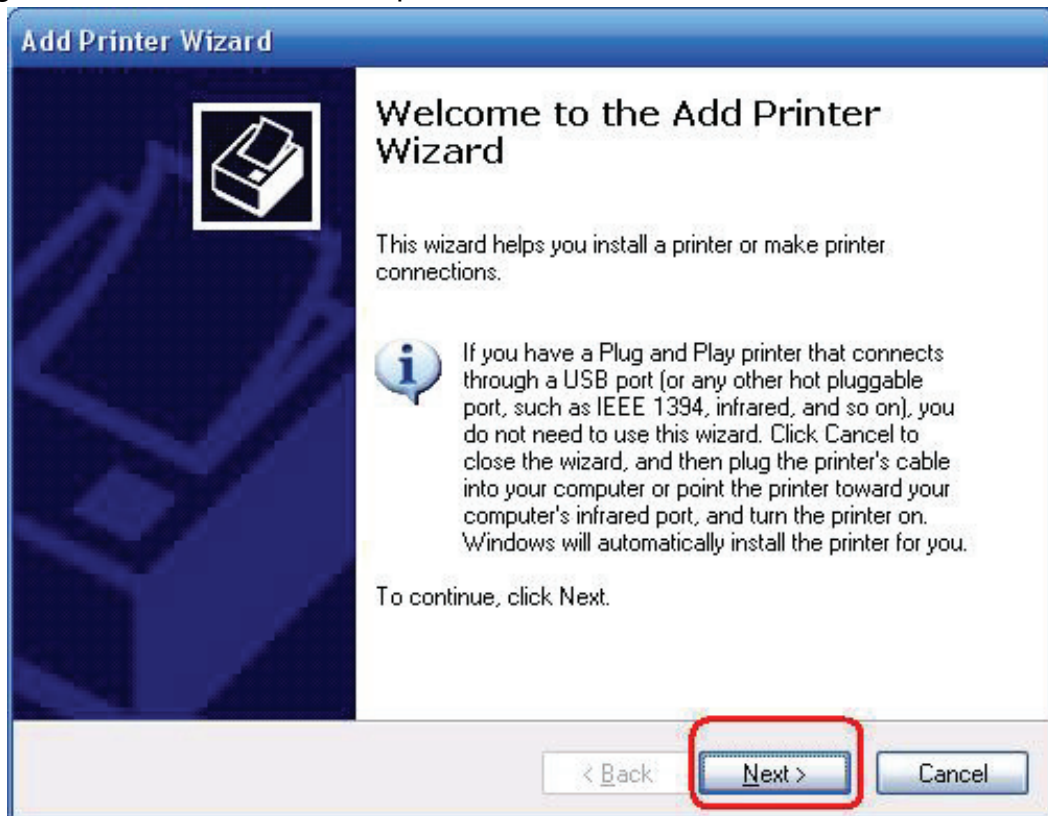 Add Printer Wizard
Welcome to the Add Printer
Wizard
This wizard helps you install a printer or make printer
connections.
If you have a Plug and Play printer that connects
through a USB port (or any other hot pluggable
port, such as IEEE 1394, infrared, and so on), you
do not need to use this wizard. Click Cancel to
close the wizard, and then plug the printer's cable
into your computer or point the printer toward your
computer's infrared port, and turn the printer on.
Windows will automatically install the printer for you.
To continue, click Next.
< Back
Next >
Cancel